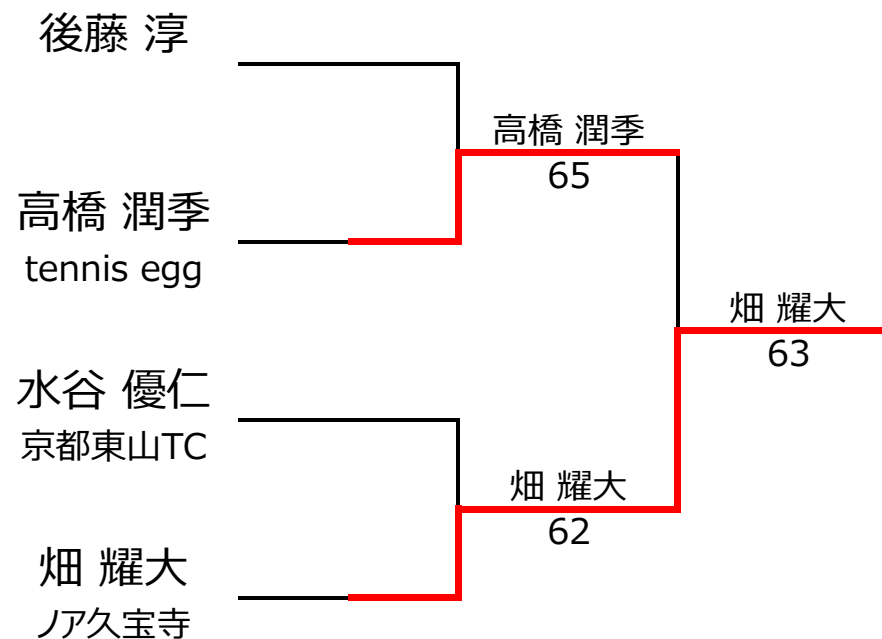 後藤 淳
高橋 潤季
65
高橋 潤季
tennis egg
畑 耀大
63
水谷 優仁
京都東山TC
畑 耀大
62
畑 耀大
ノア久宝寺